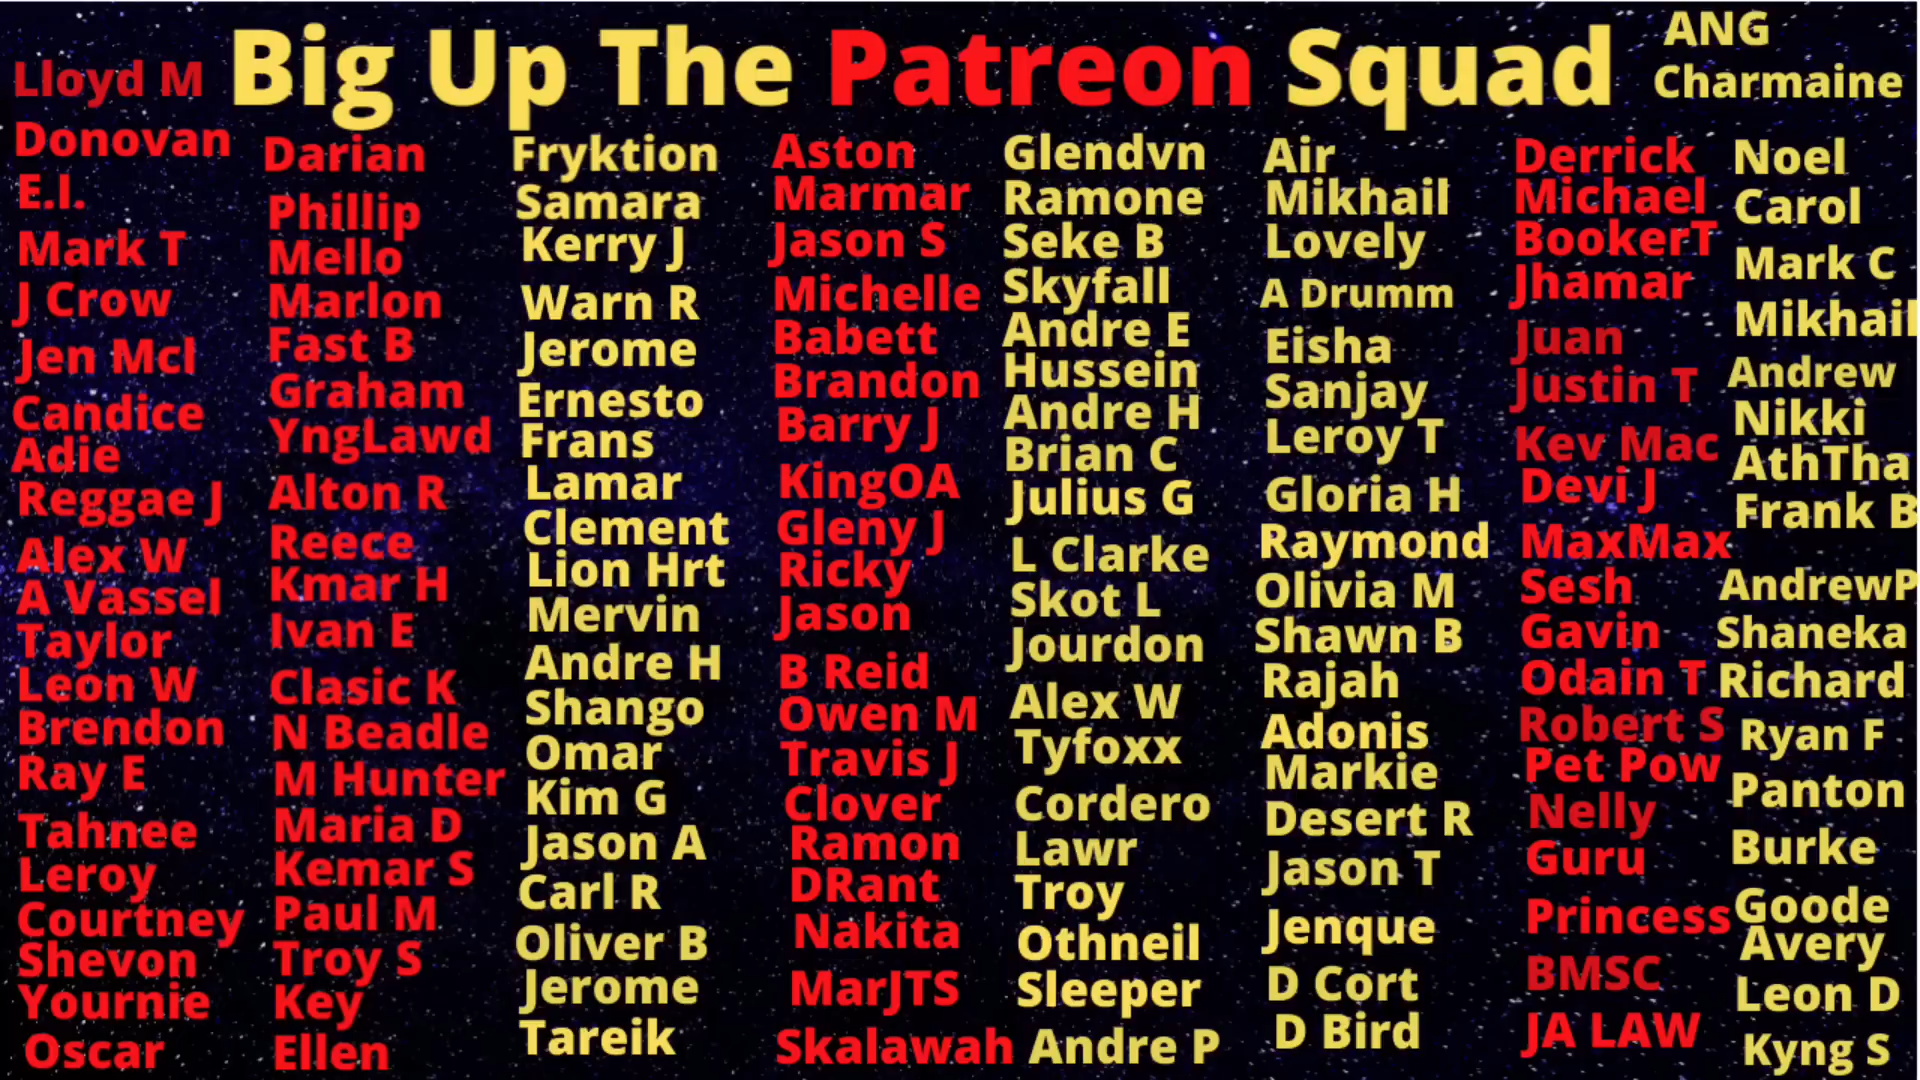 Big Up The Patreon Squad
Lloyd M
Donovan
E.I.
Mark T
J Crow
Jen Mcl
Candice
Adie
Reggae J
Alex W
A Vassel
Taylor
Leon W
Brendon
Ray E
Tahnee
Leroy
Courtney
Shevon
Yournie
Oscar
Darian
Phillip
Mello
Marlon
Fast B
Graham
YngLawd
Alton R
Reece
Kmar H
Ivan E
Clasic K
N Beadle
M Hunter
Maria D
Kemar S
Paul M
Troy S
Key
Ellen
Fryktion
Samara
Kerry J
Warn R
Jerome
Ernesto
Frans
Lamar
Clement
Lion Hrt
Mervin
Andre H
Shango
Omar
Kim G
Jason A
Carl R
Oliver B
Jerome
Tareik
Aston
Marmar
Jason S
Michelle
Babett
Brandon
Barry J
KingOA
Gleny J
Ricky
Jason
B Reid
Owen M
Travis J
Clover
Ramon
DRant
Nakita
MarJTS
Skalawah
Glendvn
Ramone
Seke B
Skyfall
Andre E
Hussein
Andre H
Brian C
Julius G
L Clarke
Skot L
Jourdon
Alex W
Tyfoxx
Cordero
Lawr
Troy
Othneil
Sleeper
Andre P
Air
Mikhail
Lovely
A Drumm
Eisha
Sanjay
Leroy T
Gloria H
Raymond
Olivia M
Shawn B
Rajah
Adonis
Markie
Desert R
Jason T
Jenque
D Cort
D Bird
Derrick
Michael
BookerT
Jhamar
Juan
Justin T
Kev Mac
Devi J
MaxMax
Sesh
Gavin
Odain T
Robert S
Pet Pow
Nelly
Guru
Princess
BMSC
JA LAW
ANG
Charmaine
Noel
Carol
Mark C
Mikhail
Andrew
Nikki
AthTha
Frank B
AndrewP
Shaneka
Richard
Ryan F
Panton
Burke
Goode
Avery
Leon D
Kyng S